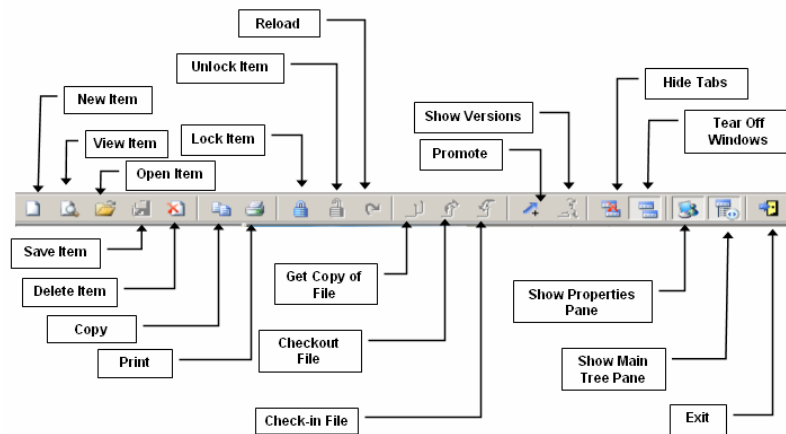 Reload
Unlock Item
Hide Tabs
New Item
Show Versions
Tear Off
Windows
View Item
Lock Item
Promote
Open Item
Save Item
Get Copy of
File
Delete Item
Show Properties
Pane
Copy
Checkout
File
Print
Show Main
Tree Pane
Check-in File
Exit